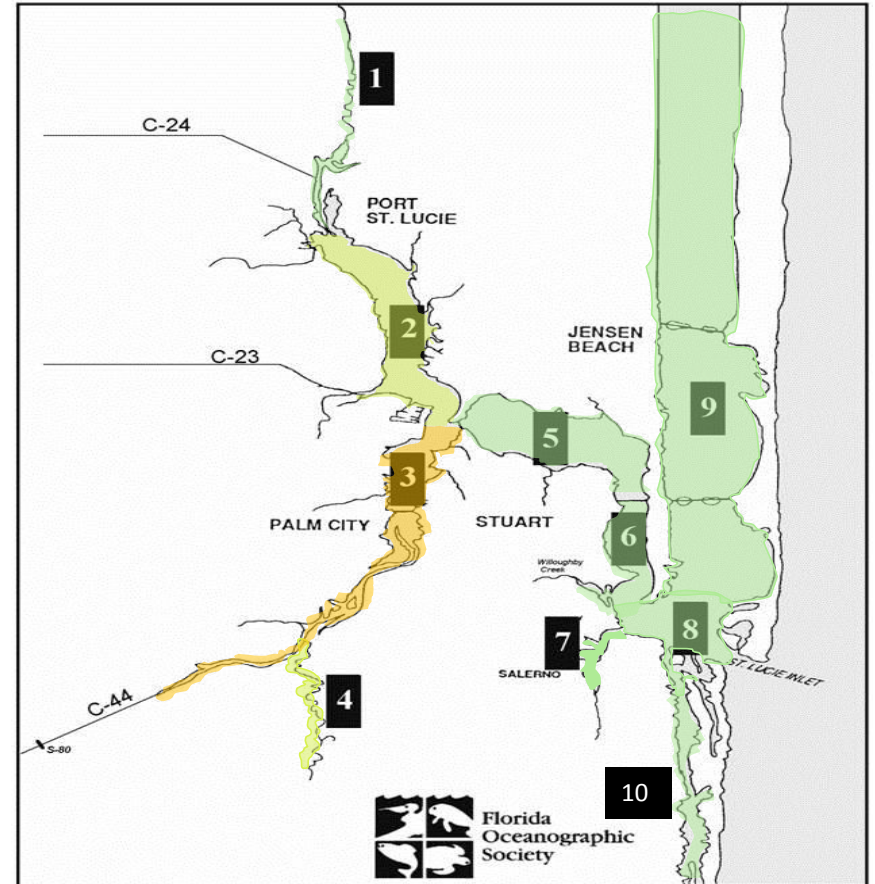 1
C-24
PORT
ST. LUCIE
2
JENSEN
BEACH
C-23
9
5
3
PALM CITY
STUART
6
Willoughby
Creek
8
7
ST. LUCIE INLET
SALERNO
4
C-44
S-80
10
Florida
Oceanographic
Society